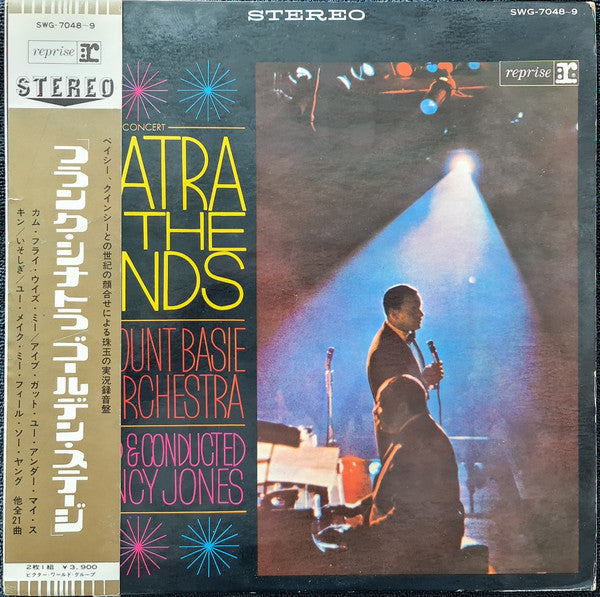 SWG-7048~9
reprise R
STEREO
ベイシー、クインシーとの世紀の顔合せによる珠玉の実況録音盤
「フランク・シナトラ/ゴールデン・ステージ」
カム・フライ・ウイズ・ミー/アイブ・ガット・ユー・アンダー・マイ・ス
キン/いそしぎ/ユー・メイク・ミー・フィール・ソー・ヤング 他全21曲
2枚1組 ¥3,900
ビクター・ワールド・グループ
STEREO
SWG-7048~9
reprise R
CONCERT
ATRA
THE
NDS
OUNT BASIE
RCHESTRA
& CONDUCTED
NCY JONES